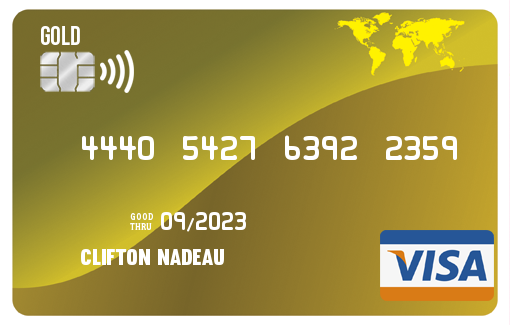 GOLD
4440 5427 6392 2359
GOOD
THRU 09/2023
CLIFTON NADEAU
VISA